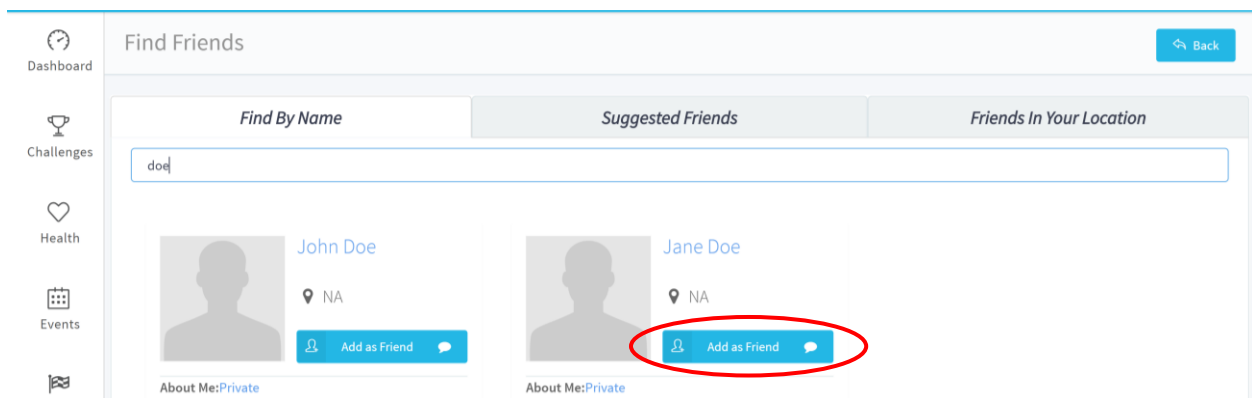 Dashboard
Find Friends
Back
Challenges
Find By Name
Suggested Friends
Friends In Your Location
doe
Health
John Doe
NA
Add as Friend
About Me:Private
Jane Doe
NA
Add as Friend
About Me:Private
Events